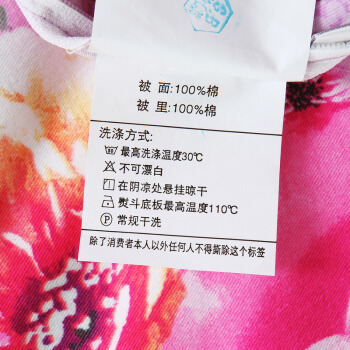 被 面:100%棉
被 里:100%棉
洗涤方式:
最高洗涤温度30℃
不可漂白
在阴凉处悬挂晾干
熨斗底板最高温度110℃
Ⓟ 常规干洗
除了消费者本人以外任何人不得撕除这个标签